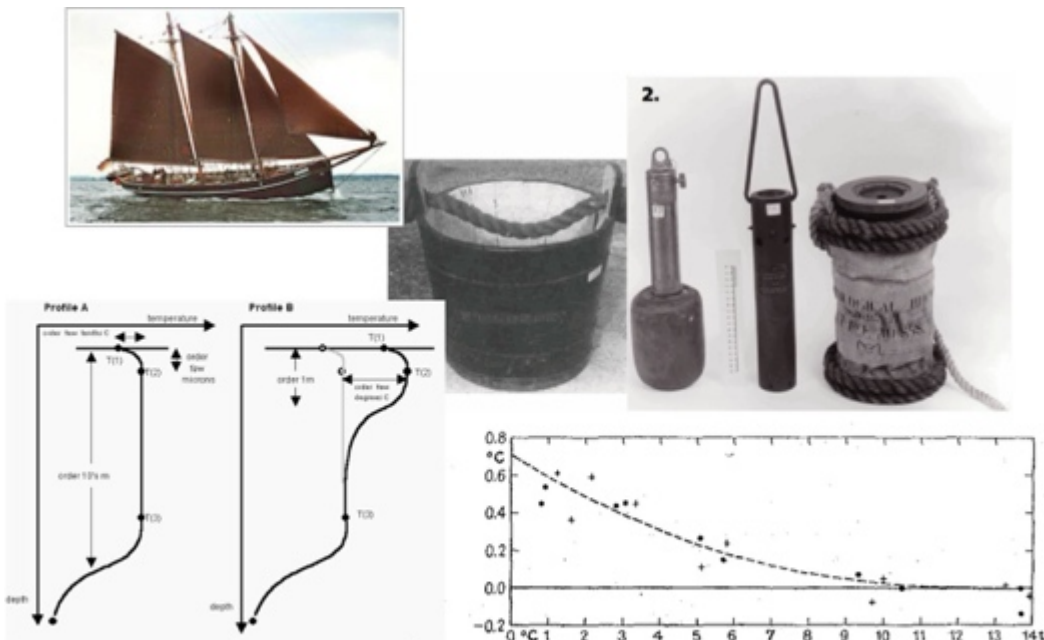 2.
Profile A
temperature
order few tenths C
T(1)
T(2)
order
few
microns
order 10's m
T(3)
depth
Profile B
temperature
T(1)
order 1m
T(2)
order few
degrees C
T(3)
depth
0.8
°C
0.6
0.4
0.2
0.0
-0.2
0 °C 1 2 3 4 5 6 7 8 9 10 11 12 13